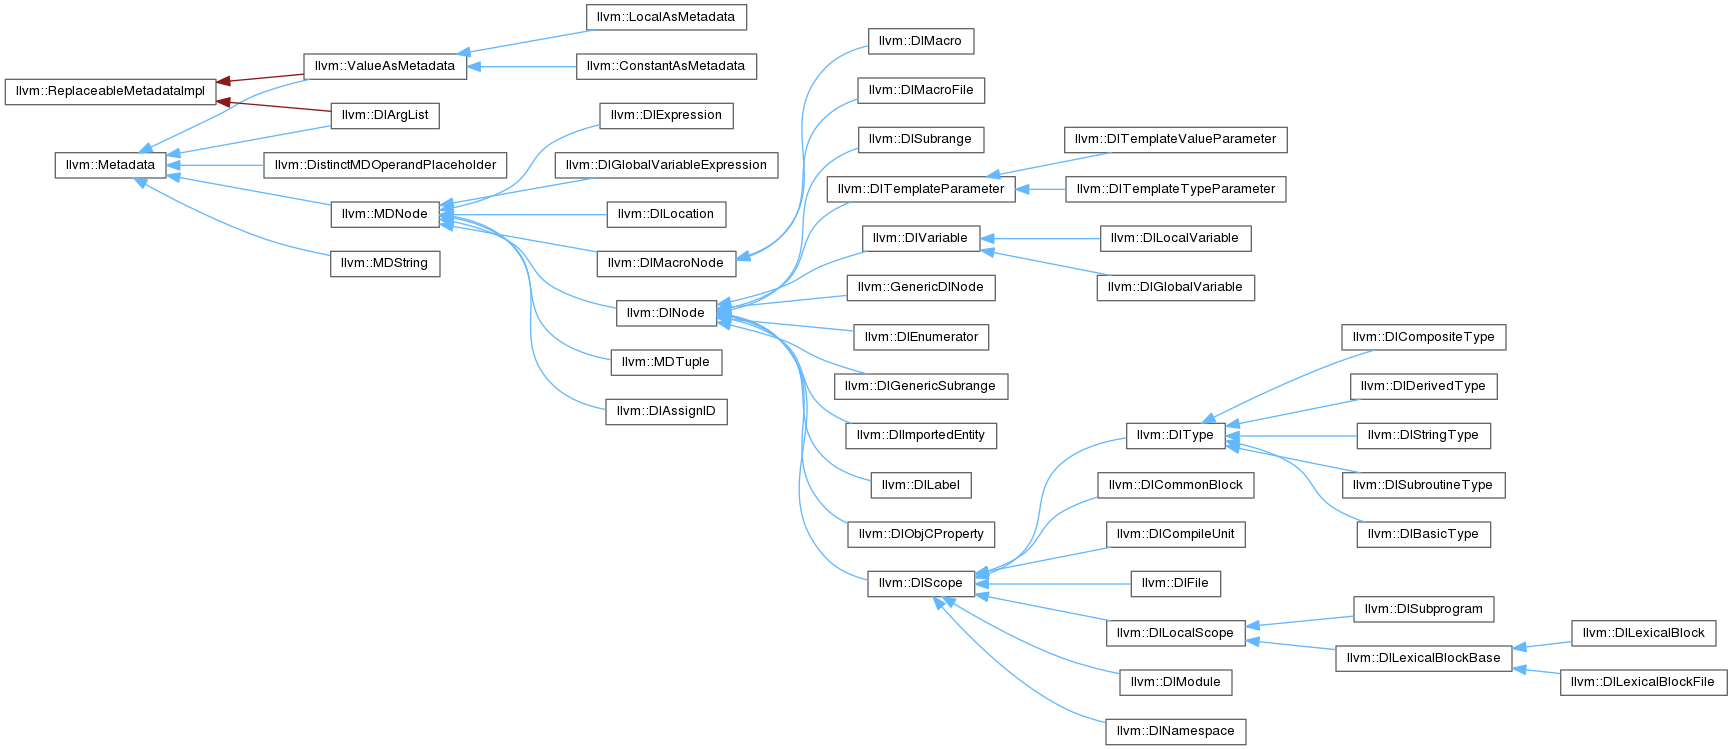 llvm::ReplaceableMetadataImpl
llvm::Metadata
llvm::ValueAsMetadata
llvm::DIArgList
llvm::DistinctMDOperandPlaceholder
llvm::MDNode
llvm::MDString
llvm::LocalAsMetadata
llvm::ConstantAsMetadata
llvm::DIExpression
llvm::DIGlobalVariableExpression
llvm::DILocation
llvm::DIMacroNode
llvm::DINode
llvm::MDTuple
llvm::DIAssignID
llvm::DIMacro
llvm::DIMacroFile
llvm::DISubrange
llvm::DITemplateParameter
llvm::DIVariable
llvm::GenericDINode
llvm::DIEnumerator
llvm::DIGenericSubrange
llvm::DIImportedEntity
llvm::DILabel
llvm::DIObjCProperty
llvm::DIScope
llvm::DITemplateValueParameter
llvm::DITemplateTypeParameter
llvm::DILocalVariable
llvm::DIGlobalVariable
llvm::DIType
llvm::DICommonBlock
llvm::DICompileUnit
llvm::DIFile
llvm::DILocalScope
llvm::DIModule
llvm::DINamespace
llvm::DICompositeType
llvm::DIDerivedType
llvm::DIStringType
llvm::DISubroutineType
llvm::DIBasicType
llvm::DISubprogram
llvm::DILexicalBlockBase
llvm::DILexicalBlock
llvm::DILexicalBlockFile